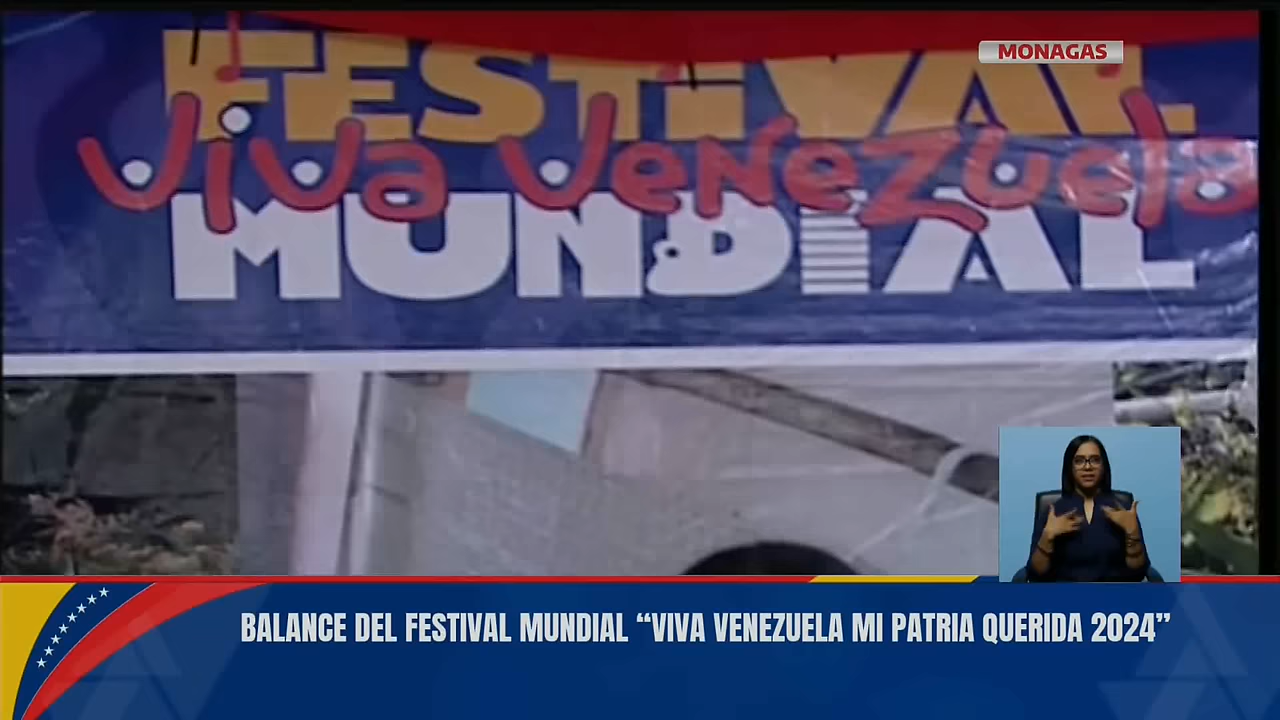 MONAGAS
FESTIVAL
Viva Venezuela
MUNDIAL
BALANCE DEL FESTIVAL MUNDIAL “VIVA VENEZUELA MI PATRIA QUERIDA 2024”